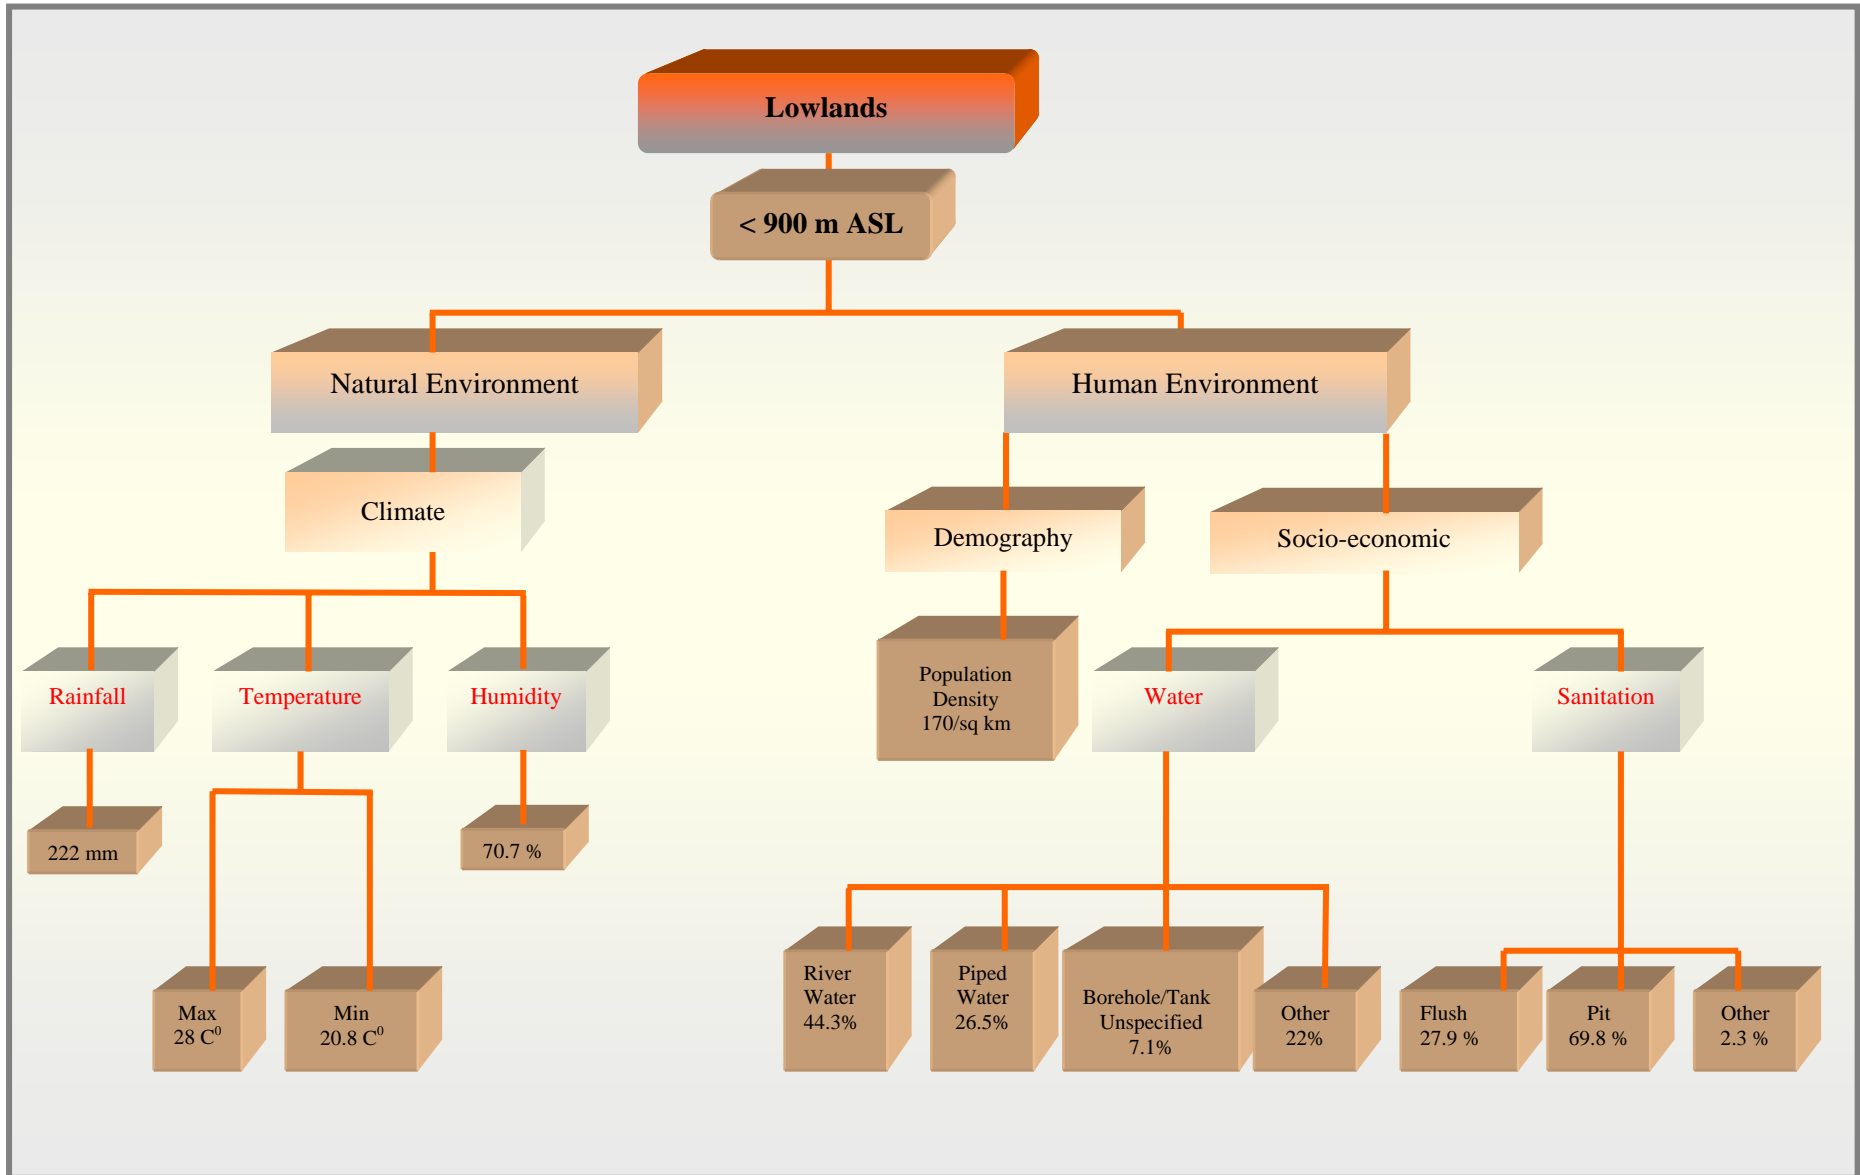 Lowlands
< 900 m ASL
Natural Environment
Human Environment
Climate
Demography
Socio-economic
Rainfall
Temperature
Humidity
Population
Density
170/sq km
Water
Sanitation
222 mm
70.7 %
Max
28 C⁰
Min
20.8 C⁰
River
Water
44.3%
Piped
Water
26.5%
Borehole/Tank
Unspecified
7.1%
Other
22%
Flush
27.9 %
Pit
69.8 %
Other
2.3 %